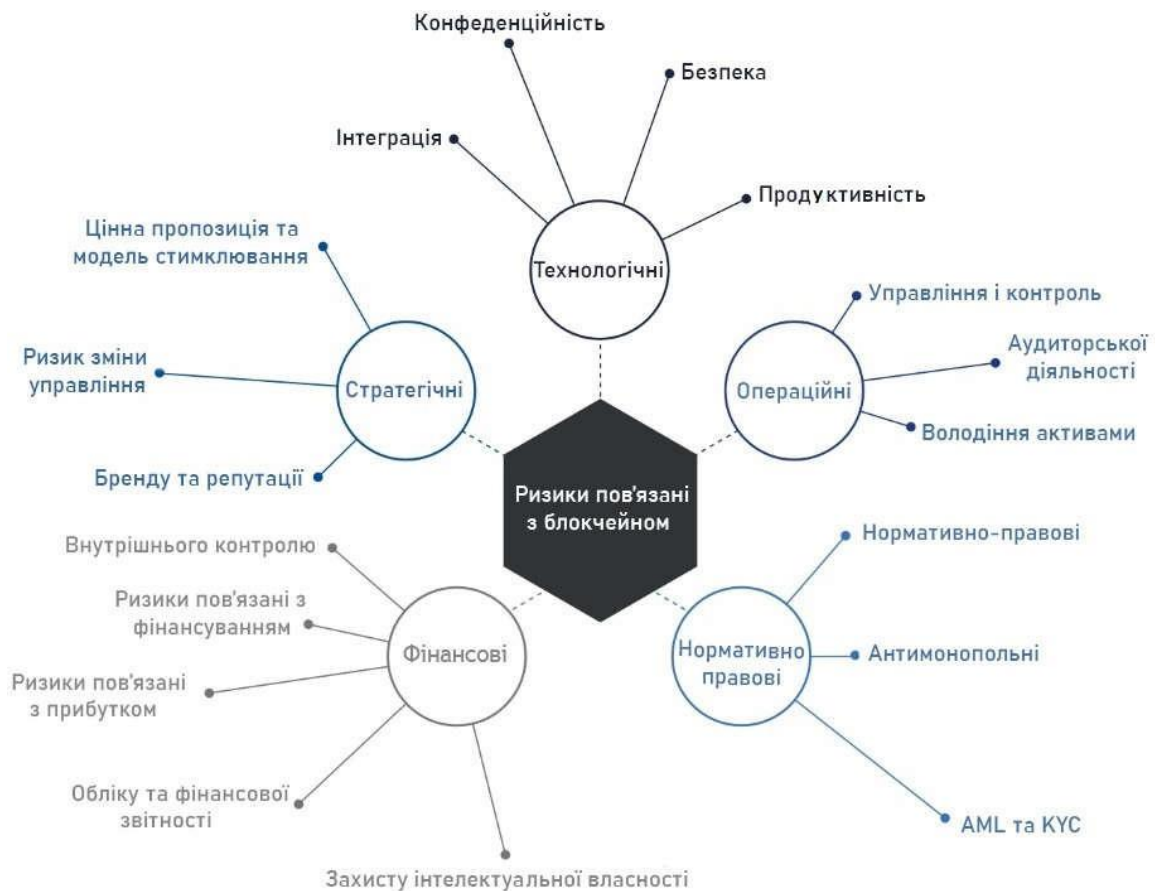 Конфеденційність
Безпека
Інтеграція
Продуктивність
Технологічні
Цінна пропозиція та
модель стимклювання
Ризик зміни
управління
Бренду та репутації
Стратегічні
Управління і контроль
Аудиторської
діяльності
Володіння активами
Операційні
Ризики пов'язані
з блокчейном
Внутрішнього контролю
Ризики пов'язані з
фінансуванням
Ризики пов'язані
з прибутком
Обліку та фінансової
звітності
Захисту інтелектуальної власності
Фінансові
Нормативно-правові
Антимонопольні
AML та KYC
Нормативно
правові